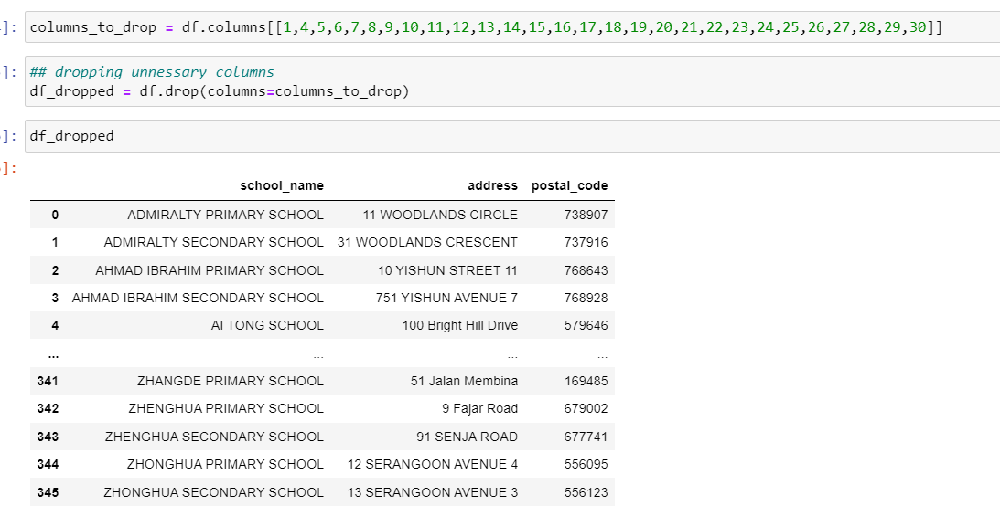 ]: columns_to_drop = df.columns[[1,4,5,6,7,8,9,10,11,12,13,14,15,16,17,18,19,20,21,22,23,24,25,26,27,28,29,30]]
]: ## dropping unnessary columns
df_dropped = df.drop(columns=columns_to_drop)
]: df_dropped
]:
school_name address postal_code
0 ADMIRALTY PRIMARY SCHOOL 11 WOODLANDS CIRCLE 738907
1 ADMIRALTY SECONDARY SCHOOL 31 WOODLANDS CRESCENT 737916
2 AHMAD IBRAHIM PRIMARY SCHOOL 10 YISHUN STREET 11 768643
3 AHMAD IBRAHIM SECONDARY SCHOOL 751 YISHUN AVENUE 7 768928
4 AI TONG SCHOOL 100 Bright Hill Drive 579646
... ... ... ...
341 ZHANGDE PRIMARY SCHOOL 51 Jalan Membina 169485
342 ZHENGHUA PRIMARY SCHOOL 9 Fajar Road 679002
343 ZHENGHUA SECONDARY SCHOOL 91 SENJA ROAD 677741
344 ZHONGHUA PRIMARY SCHOOL 12 SERANGOON AVENUE 4 556095
345 ZHONGHUA SECONDARY SCHOOL 13 SERANGOON AVENUE 3 556123